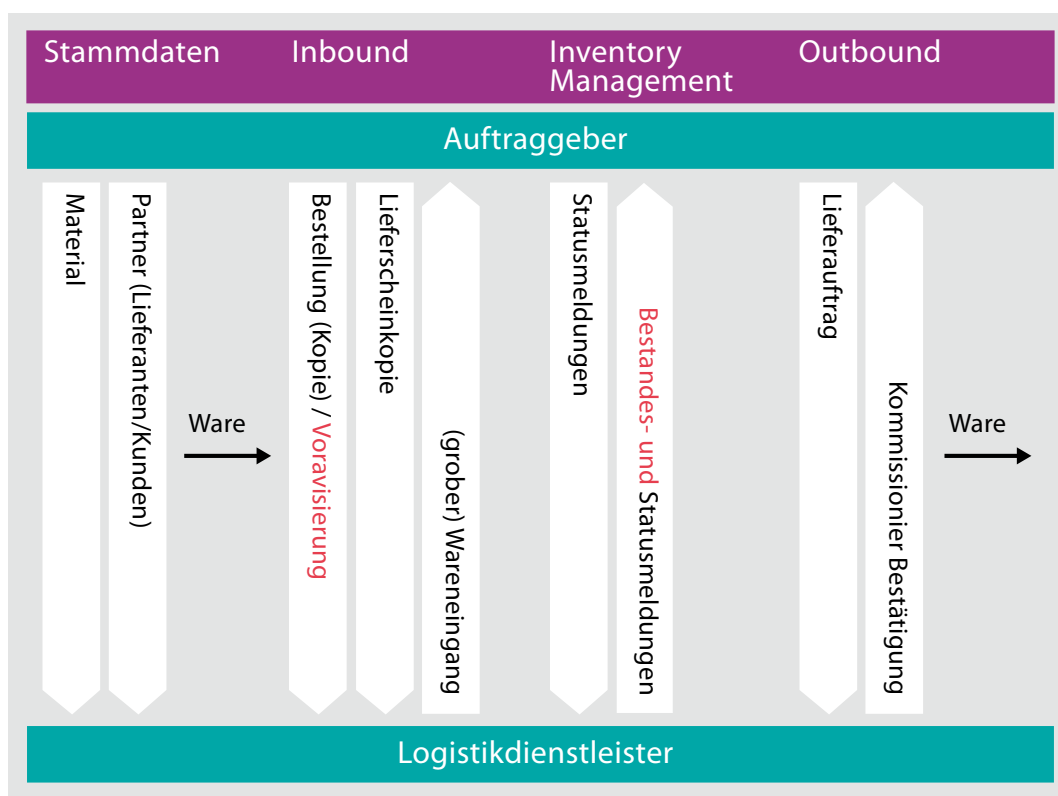 Stammdaten
Inbound
Inventory
Management
Outbound
Auftraggeber
Material
Partner (Lieferanten/Kunden)
Ware
Bestellung (Kopie) / Voravisierung
Lieferscheinkopie
(grober) Wareneingang
Statusmeldungen
Bestandes- und Statusmeldungen
Lieferauftrag
Kommissionier Bestätigung
Ware
Logistikdienstleister